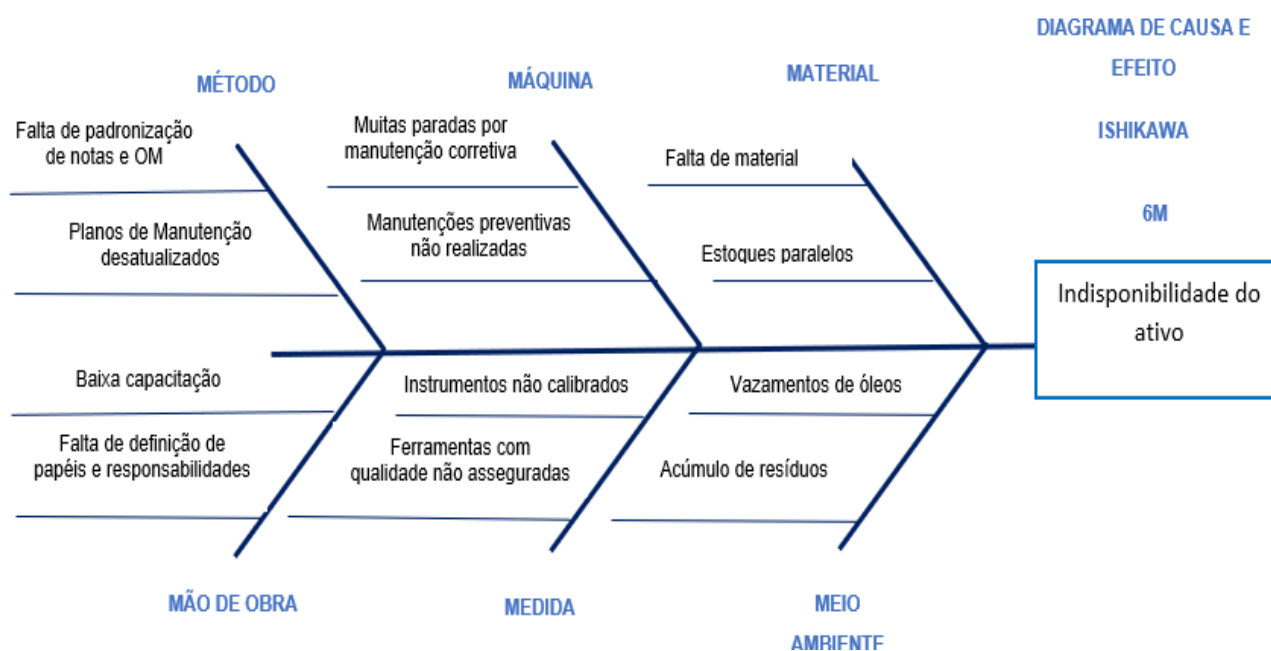 DIAGRAMA DE CAUSA E
EFEITO
ISHIKAWA
6M
MÉTODO
MÁQUINA
MATERIAL
Falta de padronização
de notas e OM
Planos de Manutenção
desatualizados
Muitas paradas por
manutenção corretiva
Manutenções preventivas
não realizadas
Falta de material
Estoques paralelos
Indisponibilidade do
ativo
Baixa capacitação
Falta de definição de
papéis e responsabilidades
Instrumentos não calibrados
Ferramentas com
qualidade não asseguradas
Vazamentos de óleos
Acúmulo de resíduos
MÃO DE OBRA
MEDIDA
MEIO
AMBIENTE